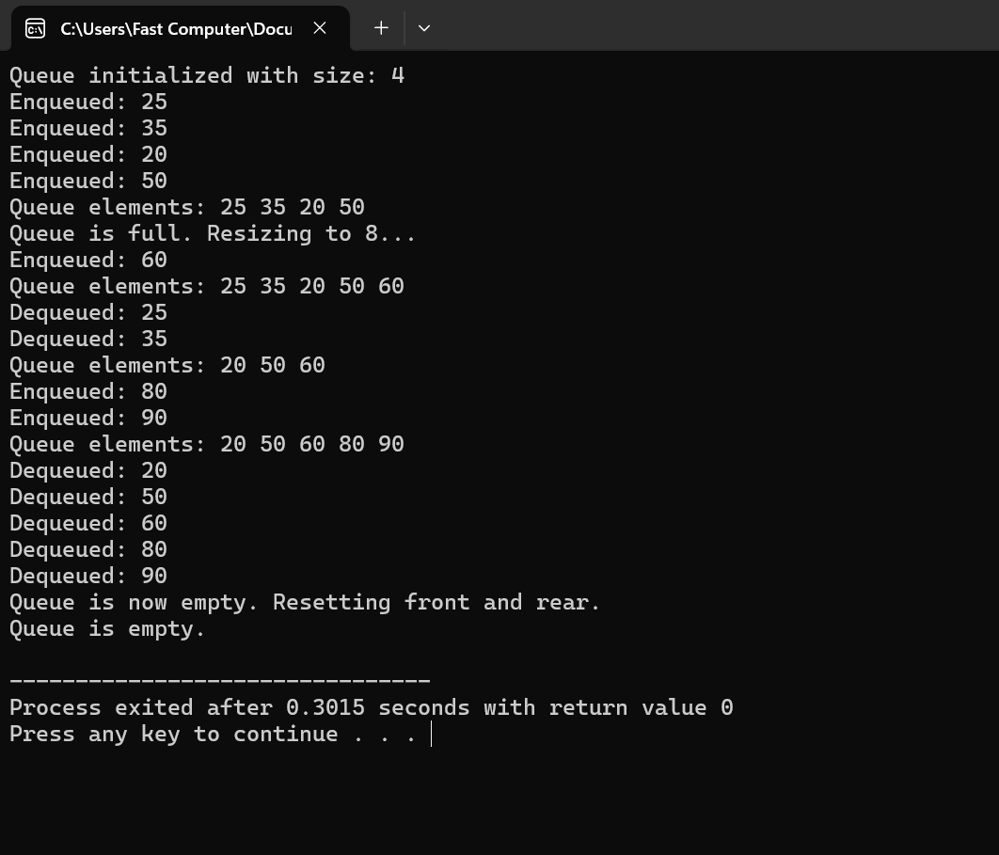 C:\Users\Fast Computer\Docu
Queue initialized with size: 4
Enqueued: 25
Enqueued: 35
Enqueued: 20
Enqueued: 50
Queue elements: 25 35 20 50
Queue is full. Resizing to 8...
Enqueued: 60
Queue elements: 25 35 20 50 60
Dequeued: 25
Dequeued: 35
Queue elements: 20 50 60
Enqueued: 80
Enqueued: 90
Queue elements: 20 50 60 80 90
Dequeued: 20
Dequeued: 50
Dequeued: 60
Dequeued: 80
Dequeued: 90
Queue is now empty. Resetting front and rear.
Queue is empty.
--------------------------------
Process exited after 0.3015 seconds with return value 0
Press any key to continue . . .